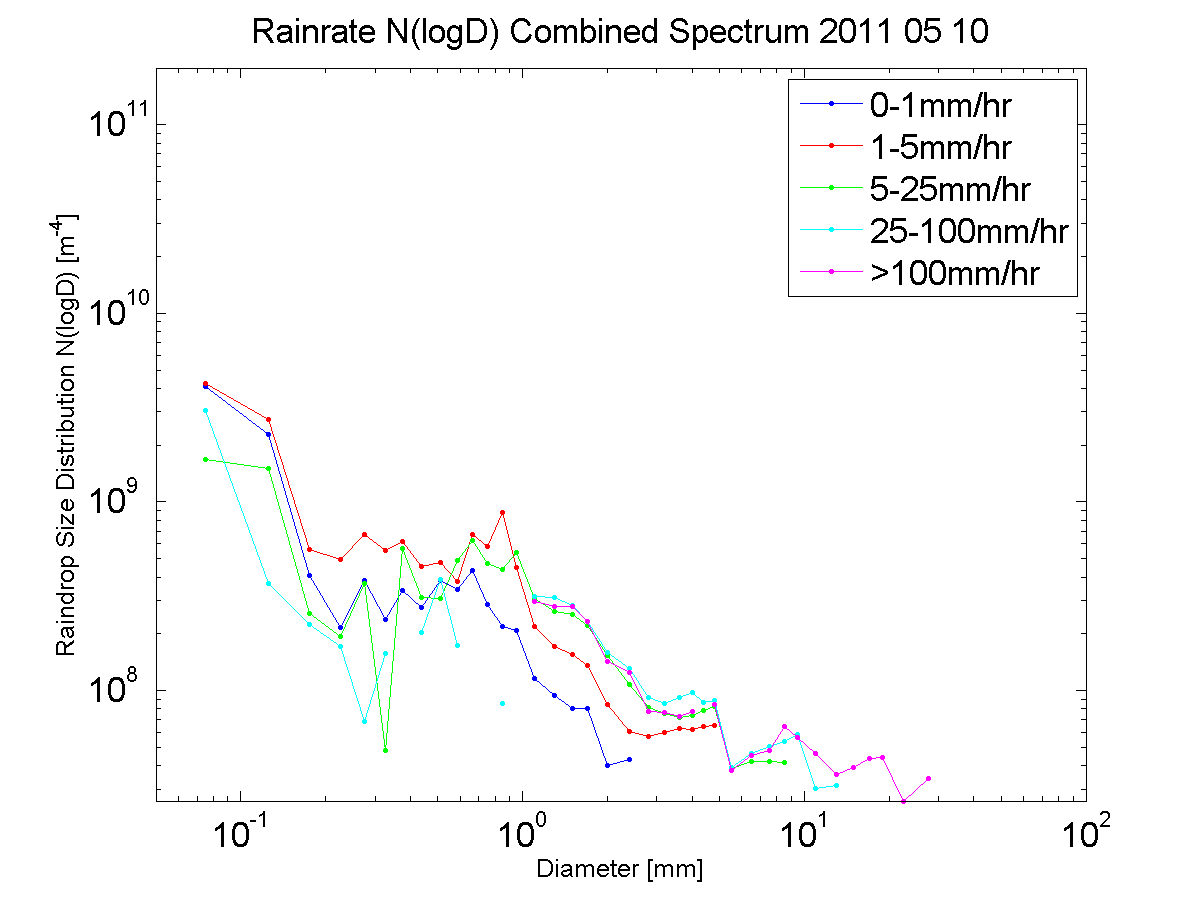 Rainrate N(logD) Combined Spectrum 2011 05 10
0-1mm/hr
1-5mm/hr
5-25mm/hr
25-100mm/hr
>100mm/hr
Raindrop Size Distribution N(logD) [m^-4]
10^11
10^10
10^9
10^8
10^-1
10^0
10^1
10^2
Diameter [mm]